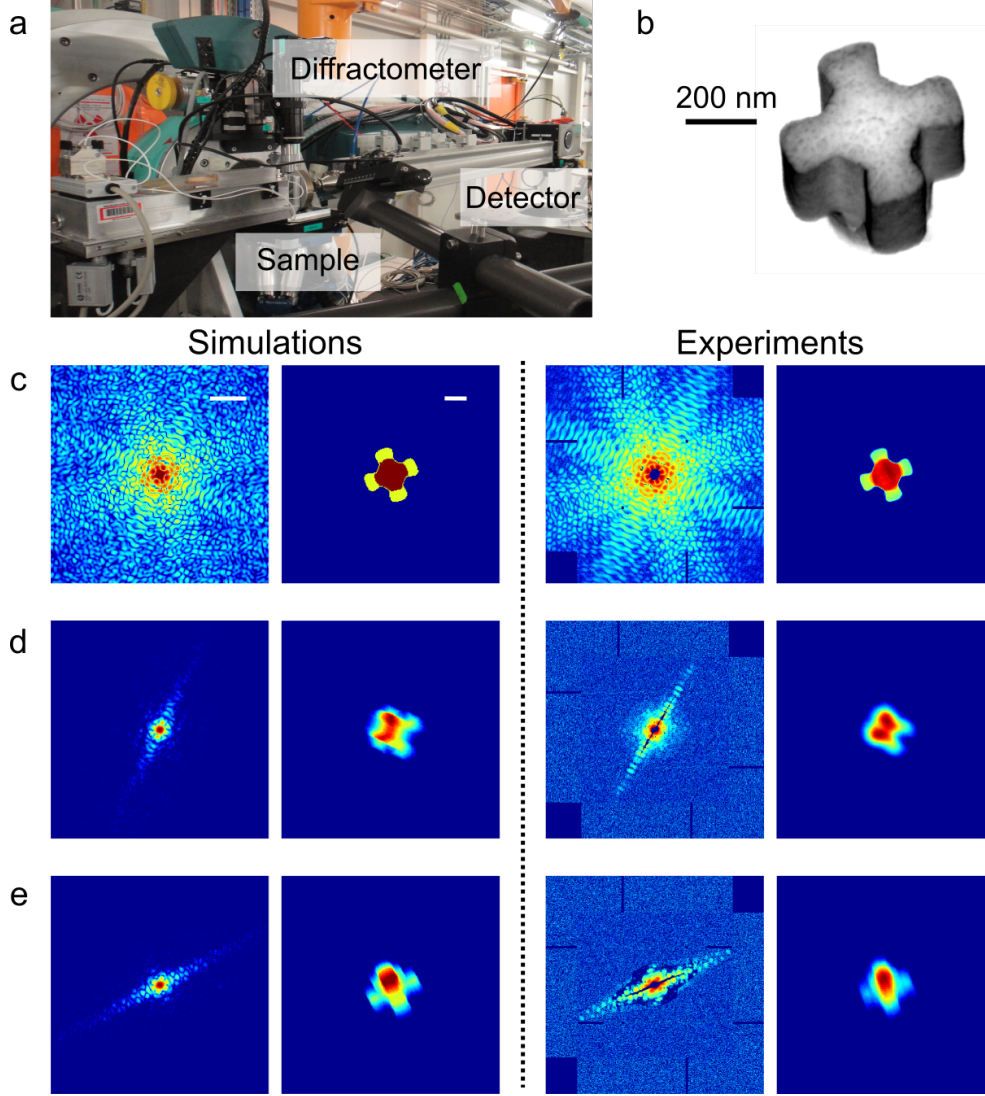 a
b
Diffractometer
Detector
Sample
200 nm
Simulations
Experiments
c
d
e